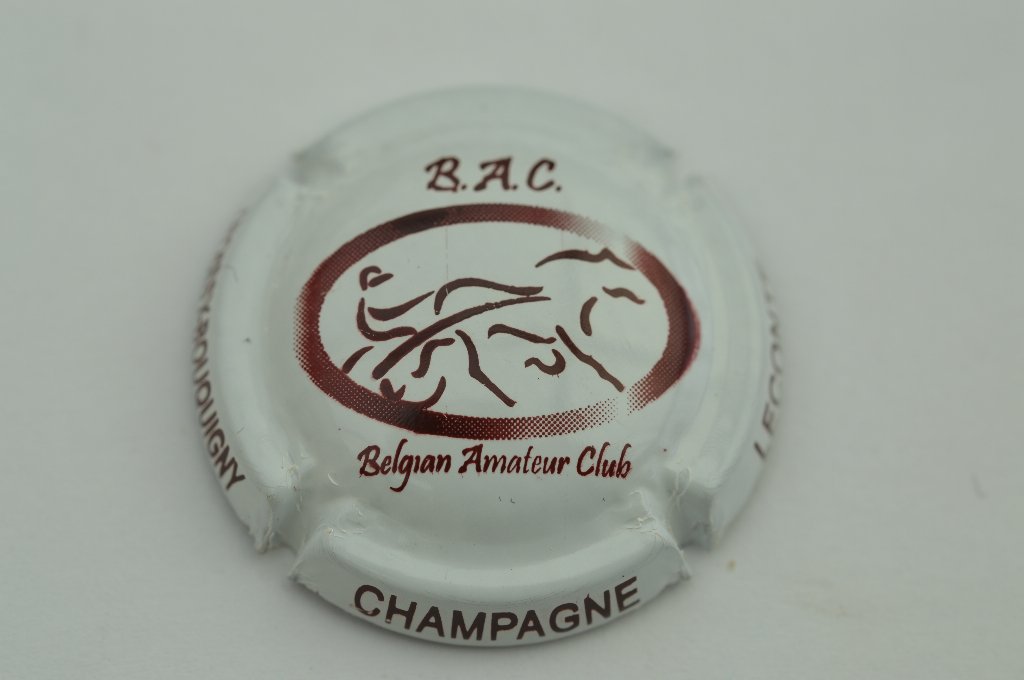 B.A.C.
Belgian Amateur Club
CHAMPAGNE